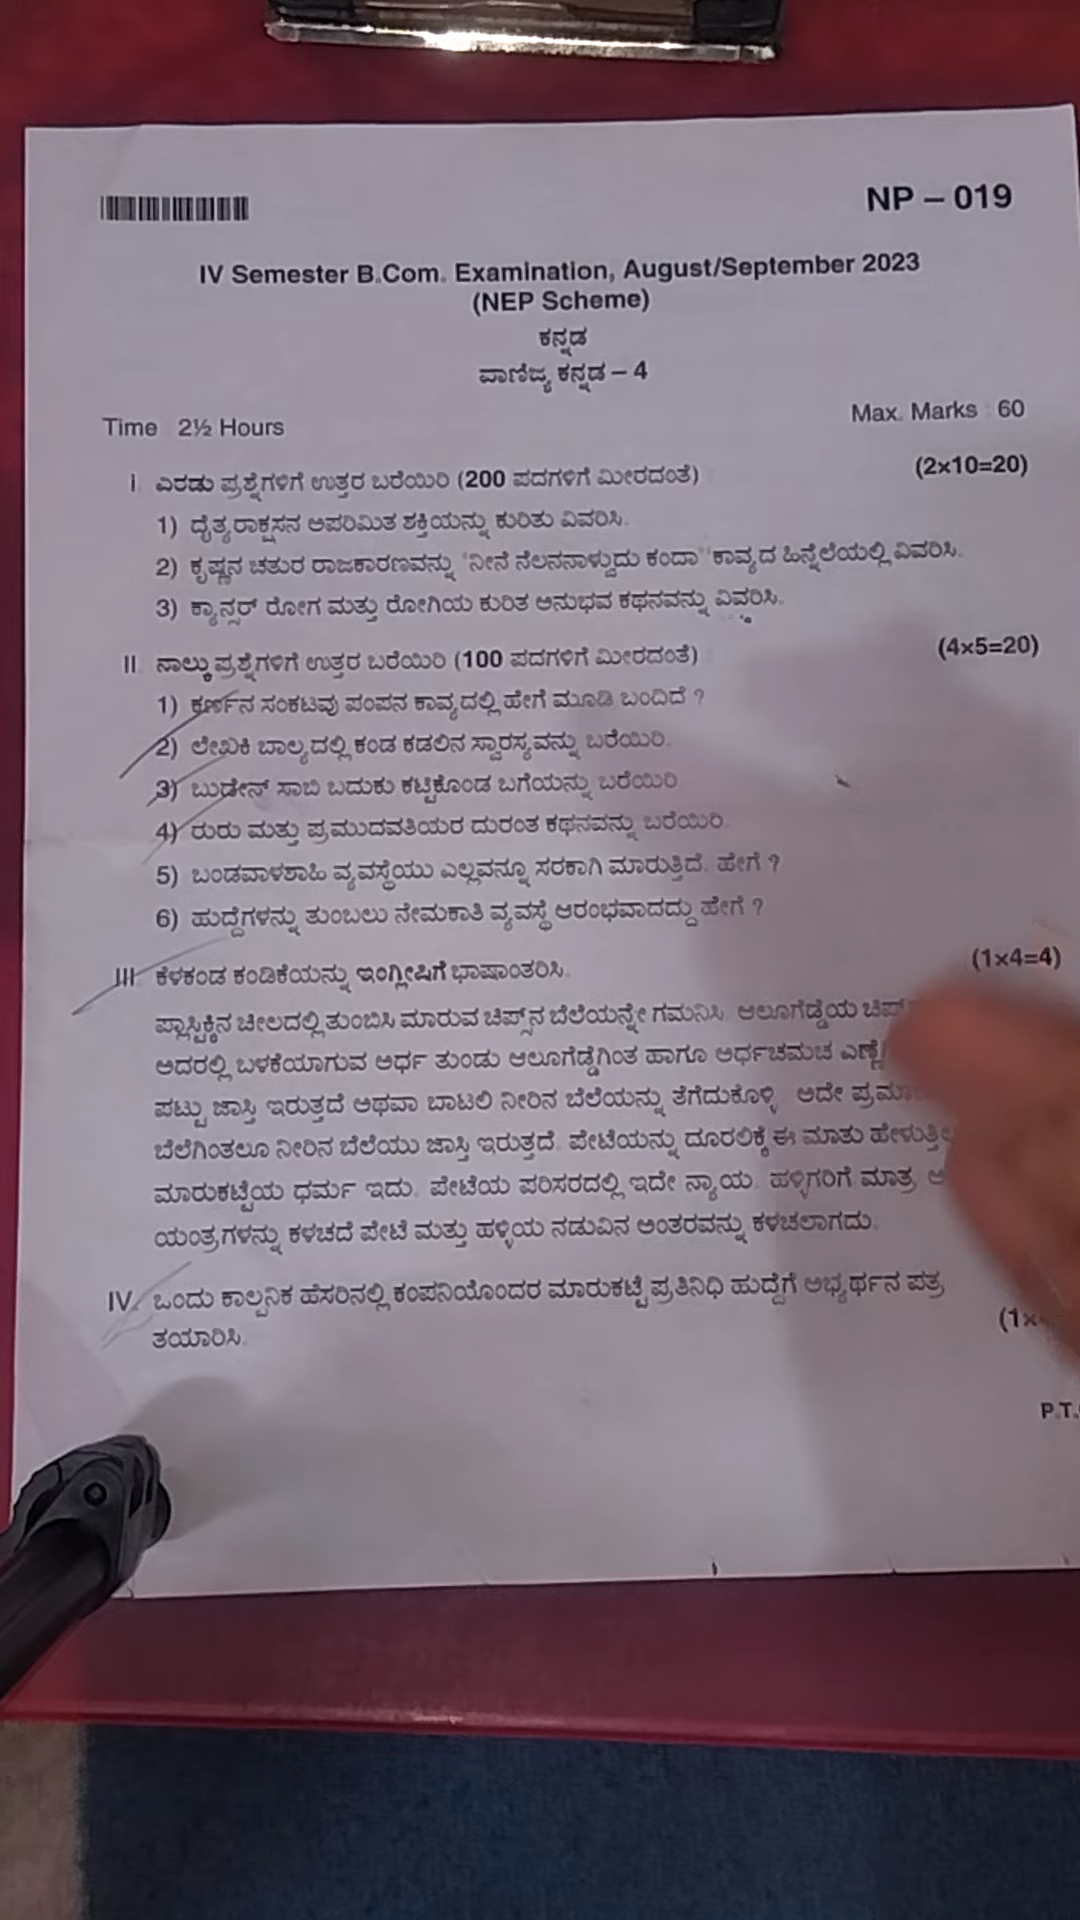 NP – 019
IV Semester B.Com. Examination, August/September 2023
(NEP Scheme)
ಕನ್ನಡ
ವಾಣಿಜ್ಯ ಕನ್ನಡ – 4
Time 2½ Hours
Max. Marks : 60
I. ಎರಡು ಪ್ರಶ್ನೆಗಳಿಗೆ ಉತ್ತರ ಬರೆಯಿರಿ (200 ಪದಗಳಿಗೆ ಮೀರದಂತೆ) (2×10=20)
1) ದೈತ್ಯರಾಕ್ಷಸನ ಅಪರಿಮಿತ ಶಕ್ತಿಯನ್ನು ಕುರಿತು ವಿವರಿಸಿ.
2) ಕೃಷ್ಣನ ಚತುರ ರಾಜಕಾರಣವನ್ನು 'ನೀನೆ ನೆಲನನಾಳ್ವುದು ಕಂದಾ' ಕಾವ್ಯದ ಹಿನ್ನೆಲೆಯಲ್ಲಿ ವಿವರಿಸಿ.
3) ಕ್ಯಾನ್ಸರ್ ರೋಗ ಮತ್ತು ರೋಗಿಯ ಕುರಿತ ಅನುಭವ ಕಥನವನ್ನು ವಿವರಿಸಿ.
II. ನಾಲ್ಕು ಪ್ರಶ್ನೆಗಳಿಗೆ ಉತ್ತರ ಬರೆಯಿರಿ (100 ಪದಗಳಿಗೆ ಮೀರದಂತೆ) (4×5=20)
1) ಕರ್ಣನ ಸಂಕಟವು ಪಂಪನ ಕಾವ್ಯದಲ್ಲಿ ಹೇಗೆ ಮೂಡಿ ಬಂದಿದೆ ?
2) ಲೇಖಕಿ ಬಾಲ್ಯದಲ್ಲಿ ಕಂಡ ಕಡಲಿನ ಸ್ವಾರಸ್ಯವನ್ನು ಬರೆಯಿರಿ.
3) ಬುಡೇನ್ ಸಾಬಿ ಬದುಕು ಕಟ್ಟಿಕೊಂಡ ಬಗೆಯನ್ನು ಬರೆಯಿರಿ
4) ರುರು ಮತ್ತು ಪ್ರಮುದವತಿಯರ ದುರಂತ ಕಥನವನ್ನು ಬರೆಯಿರಿ.
5) ಬಂಡವಾಳಶಾಹಿ ವ್ಯವಸ್ಥೆಯು ಎಲ್ಲವನ್ನೂ ಸರಕಾಗಿ ಮಾರುತ್ತಿದೆ. ಹೇಗೆ ?
6) ಹುದ್ದೆಗಳನ್ನು ತುಂಬಲು ನೇಮಕಾತಿ ವ್ಯವಸ್ಥೆ ಆರಂಭವಾದದ್ದು ಹೇಗೆ ?
III. ಕೆಳಕಂಡ ಕಂಡಿಕೆಯನ್ನು ಇಂಗ್ಲೀಷಿಗೆ ಭಾಷಾಂತರಿಸಿ. (1×4=4)
ಪ್ಲಾಸ್ಟಿಕ್ಕಿನ ಚೀಲದಲ್ಲಿ ತುಂಬಿಸಿ ಮಾರುವ ಚಿಪ್ಸ್‌ನ ಬೆಲೆಯನ್ನೇ ಗಮನಿಸಿ. ಆಲೂಗೆಡ್ಡೆಯ
ಅದರಲ್ಲಿ ಬಳಕೆಯಾಗುವ ಅರ್ಧ ತುಂಡು ಆಲೂಗೆಡ್ಡೆಗಿಂತ ಹಾಗೂ ಅರ್ಧಚಮಚ
ಪಟ್ಟು ಜಾಸ್ತಿ ಇರುತ್ತದೆ ಅಥವಾ ಬಾಟಲಿ ನೀರಿನ ಬೆಲೆಯನ್ನು ತೆಗೆದುಕೊಳ್ಳಿ. ಅದೇ
ಬೆಲೆಗಿಂತಲೂ ನೀರಿನ ಬೆಲೆಯು ಜಾಸ್ತಿ ಇರುತ್ತದೆ. ಪೇಟೆಯನ್ನು ದೂರಲಿಕ್ಕೆ ಈ ಮಾತು
ಮಾರುಕಟ್ಟೆಯ ಧರ್ಮ ಇದು. ಪೇಟೆಯ ಪರಿಸರದಲ್ಲಿ ಇದೇ ನ್ಯಾಯ. ಹಳ್ಳಿಗರಿಗೆ ಮಾತ್ರ
ಯಂತ್ರಗಳನ್ನು ಕಳಚದೆ ಪೇಟೆ ಮತ್ತು ಹಳ್ಳಿಯ ನಡುವಿನ ಅಂತರವನ್ನು ಕಳಚಲಾಗದು.
IV. ಒಂದು ಕಾಲ್ಪನಿಕ ಹೆಸರಿನಲ್ಲಿ ಕಂಪನಿಯೊಂದರ ಮಾರುಕಟ್ಟೆ ಪ್ರತಿನಿಧಿ ಹುದ್ದೆಗೆ ಅಭ್ಯರ್ಥನ ಪತ್ರ
ತಯಾರಿಸಿ.
P.T.